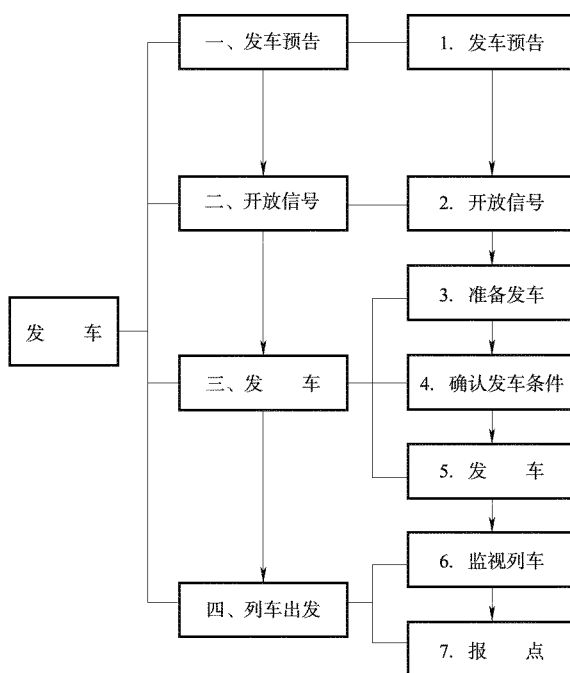 发 车
一、发车预告
二、开放信号
三、发 车
四、列车出发
1. 发车预告
2. 开放信号
3. 准备发车
4. 确认发车条件
5. 发 车
6. 监视列车
7. 报 点